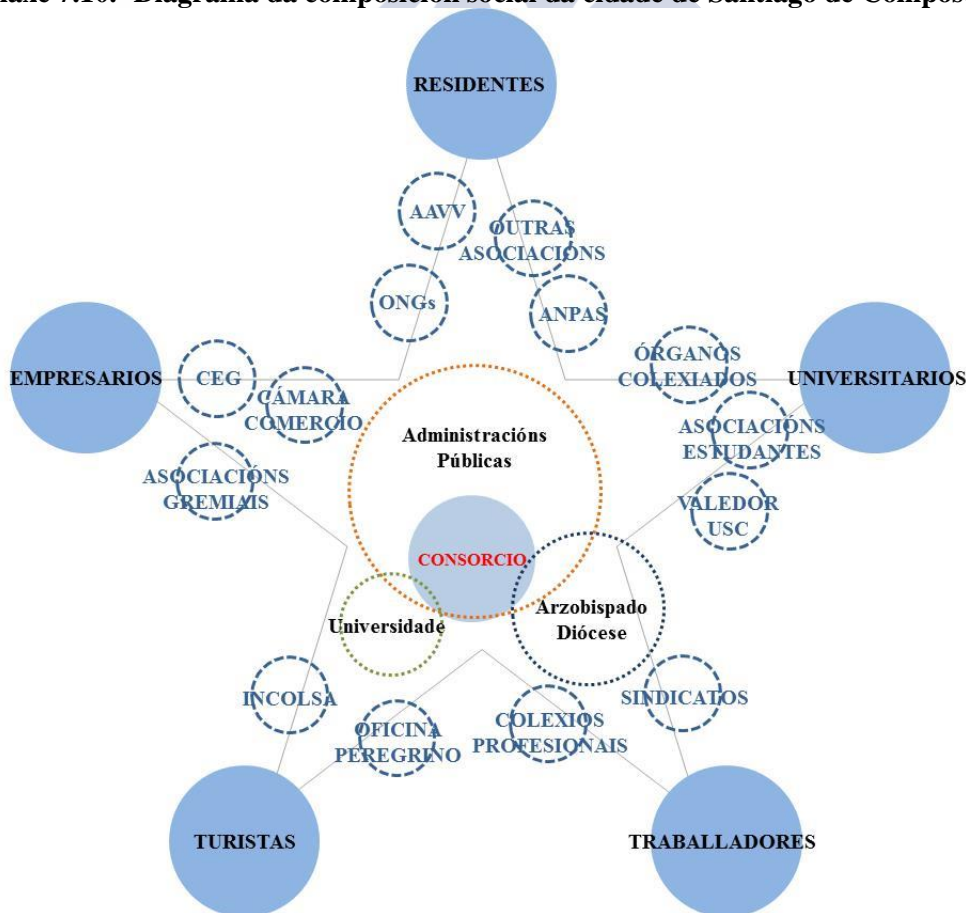 7.10. Diagrama da composición social da cidade de Santiago de Compos
RESIDENTES
AAVV
OUTRAS
ASOCIACIÓNS
ONGs
ANPAS
EMPRESARIOS
CEG
CÁMARA
COMERCIO
ÓRGANOS
COLEXIADOS
UNIVERSITARIOS
ASOCIACIÓNS
ESTUDANTES
Administracións
Públicas
ASOCIACIÓNS
GREMIAIS
VALEDOR
USC
CONSORCIO
Universidade
Arzobispado
Diócese
INCOLSA
OFICINA
PEREGRINO
COLEXIOS
PROFESIONAIS
SINDICATOS
TURISTAS
TRABALLADORES